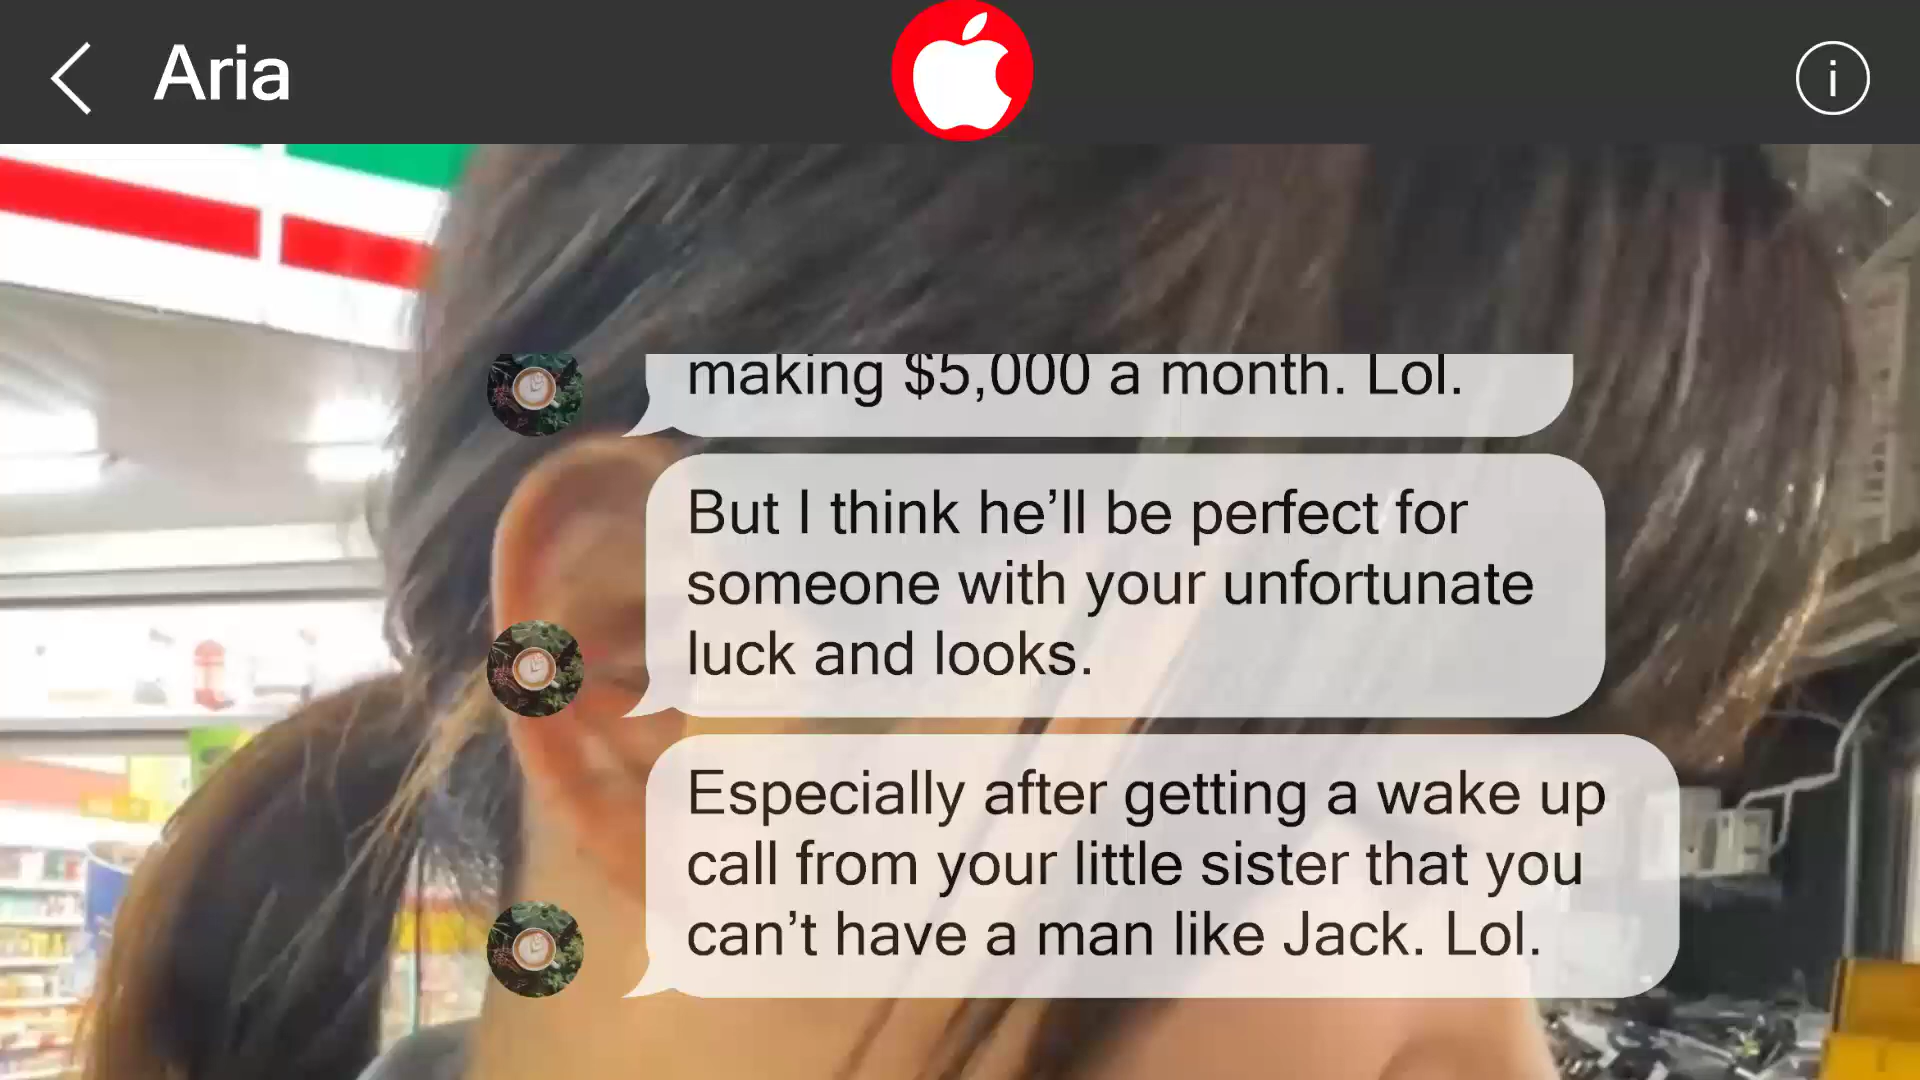 Aria
making $5,000 a month. Lol.
But I think he’ll be perfect for
someone with your unfortunate
luck and looks.
Especially after getting a wake up
call from your little sister that you
can’t have a man like Jack. Lol.